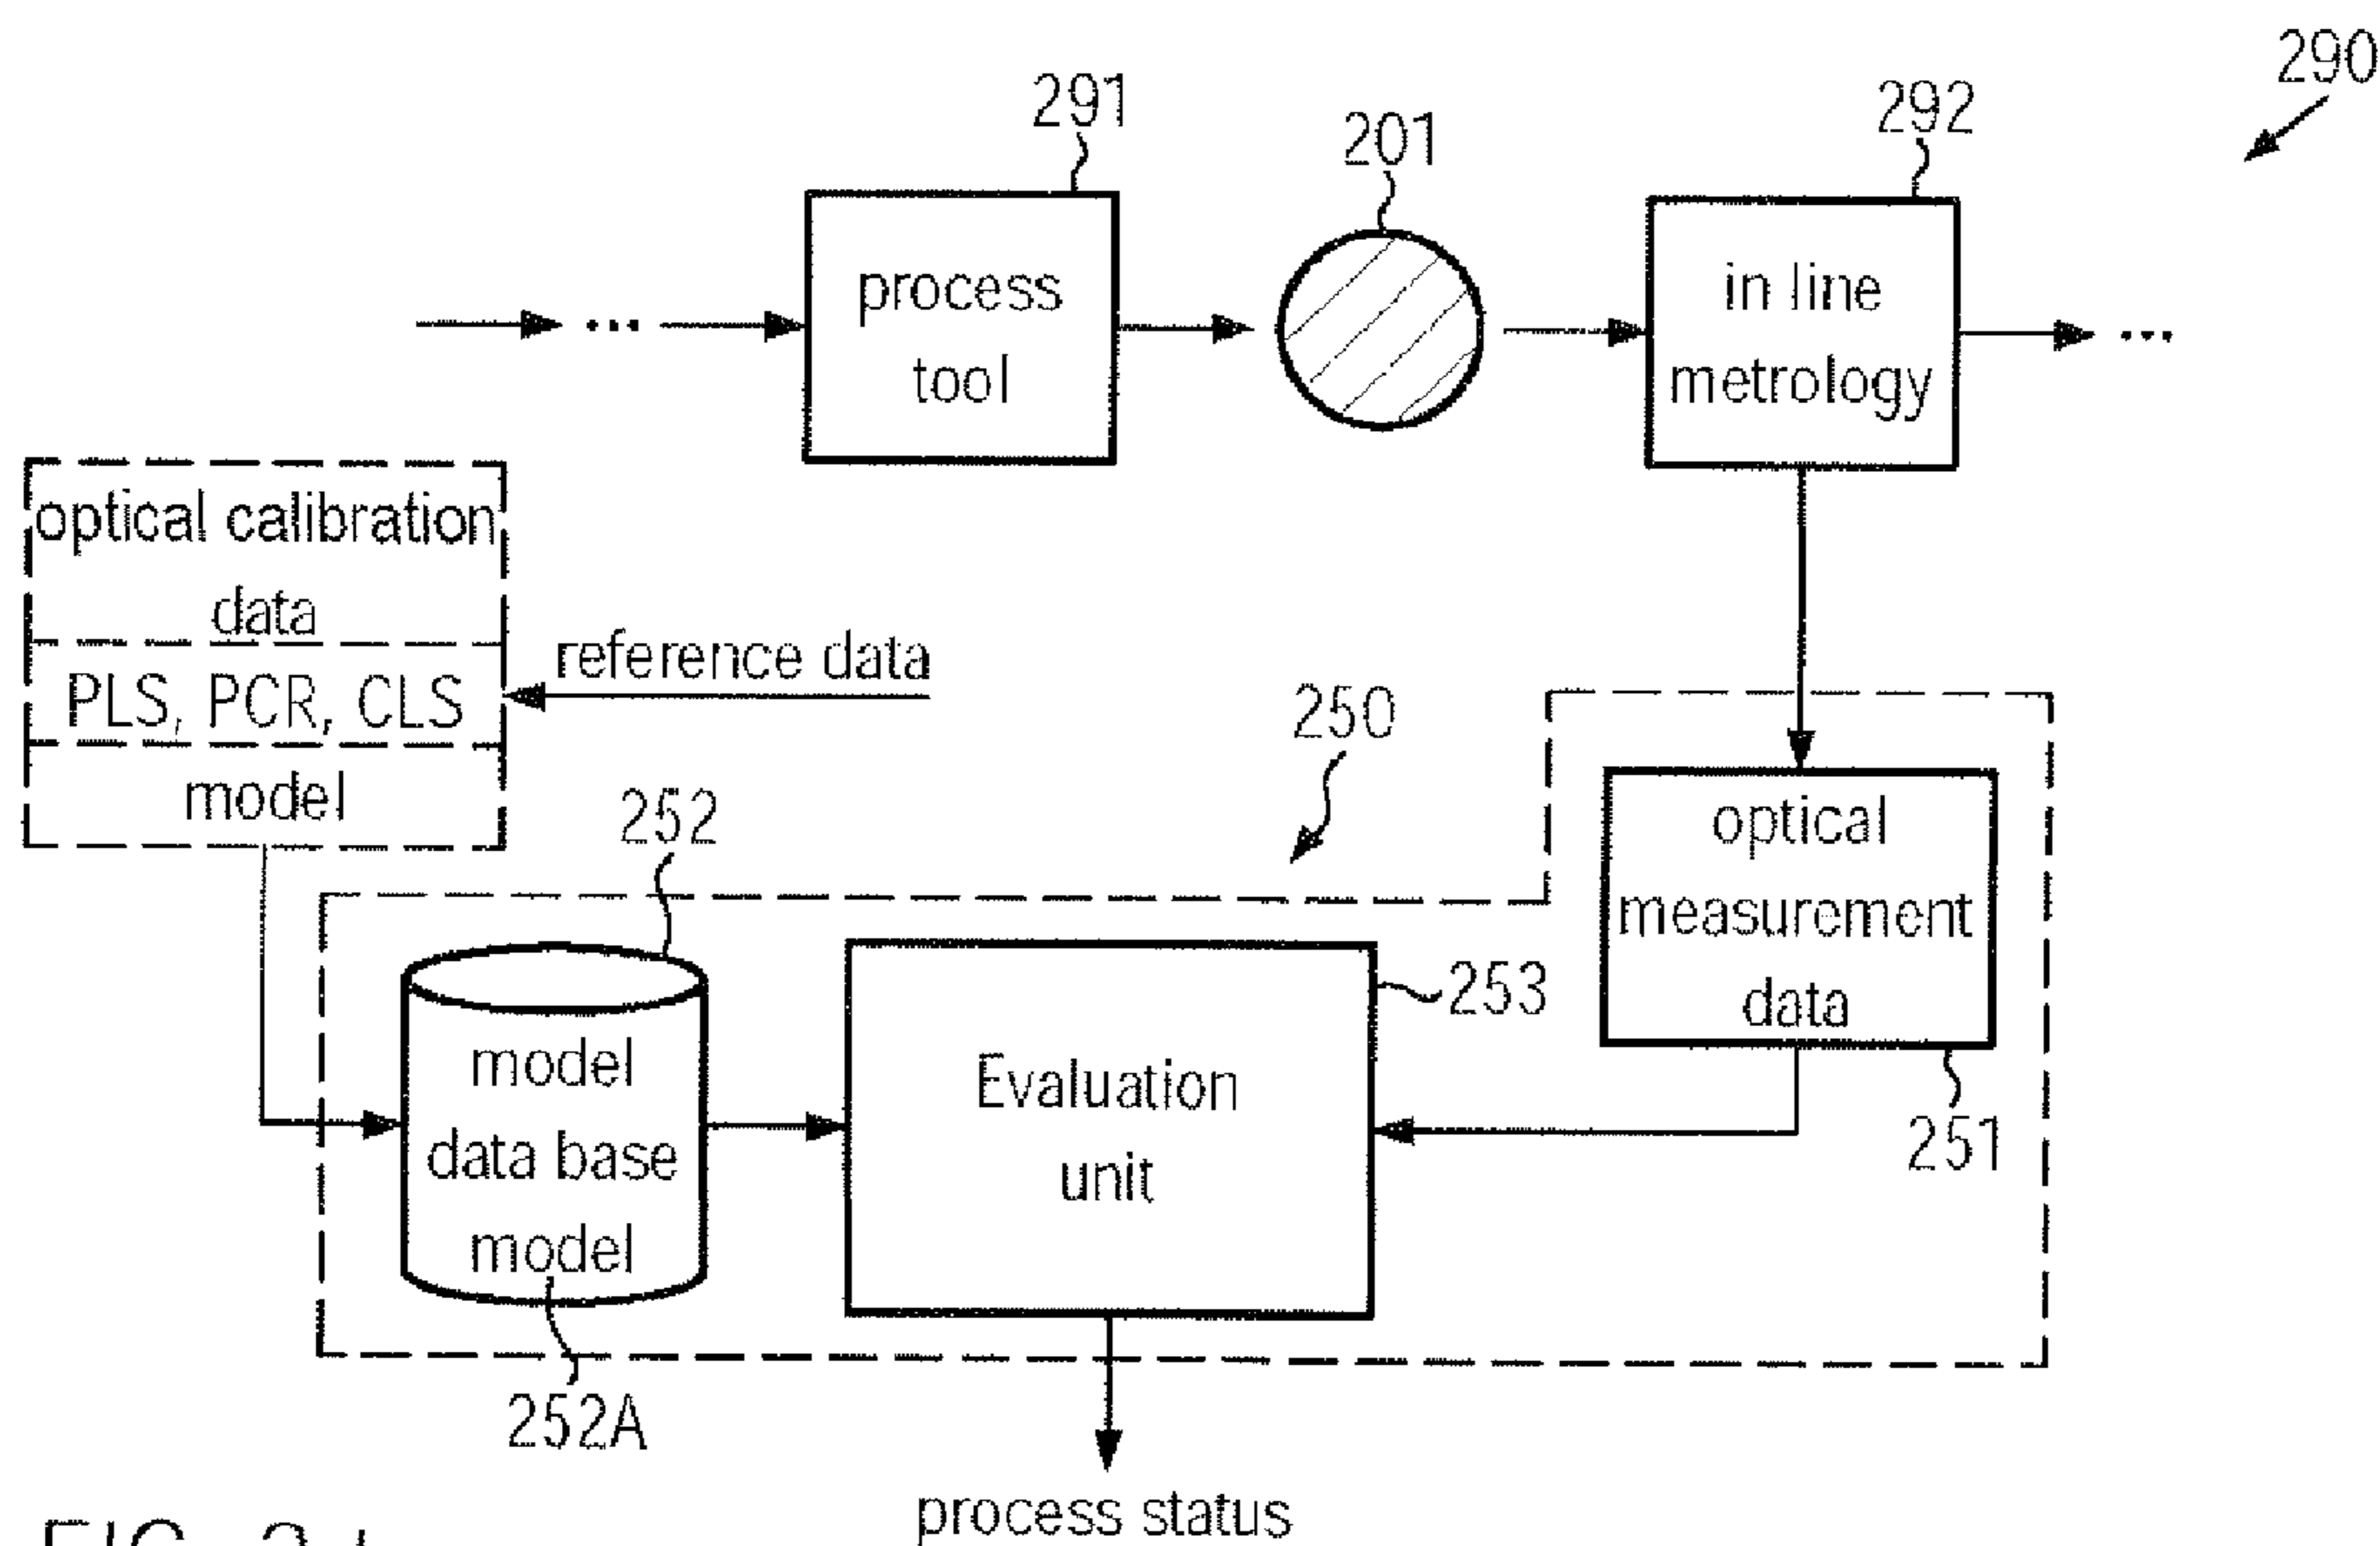 290
291
201
292
process
tool
in line
metrology
optical calibration
data
PLS, PCR, CLS
model
reference data
250
252
optical
measurement
data
251
253
Evaluation
unit
model
data base
model
252A
process status